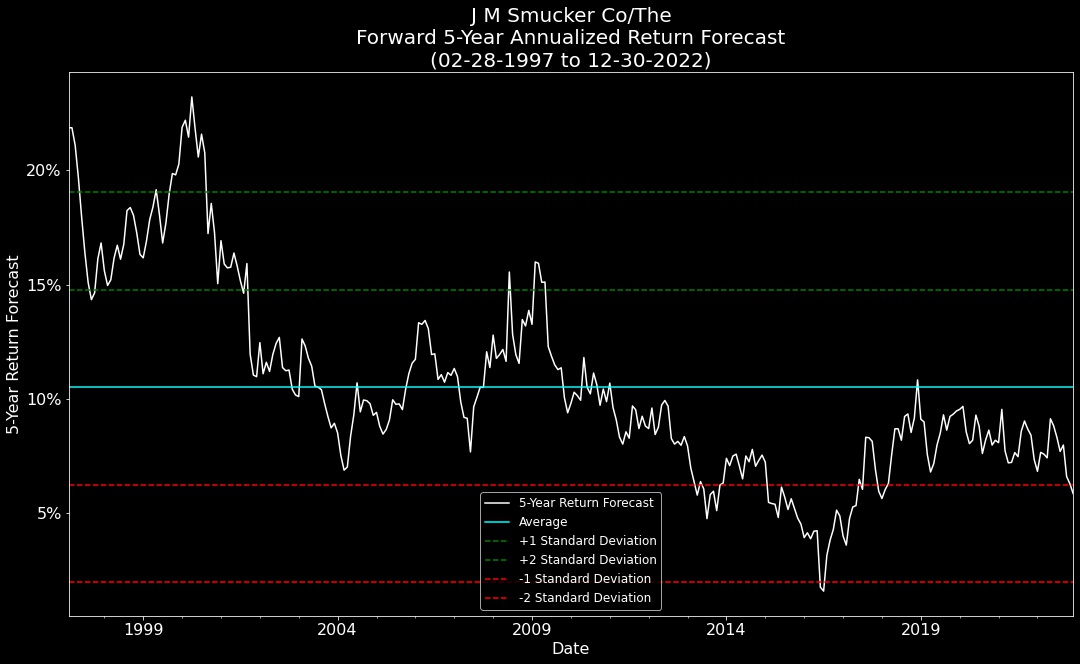 J M Smucker Co/The
Forward 5-Year Annualized Return Forecast
(02-28-1997 to 12-30-2022)
5-Year Return Forecast
20%
15%
10%
5%
5-Year Return Forecast
Average
+1 Standard Deviation
+2 Standard Deviation
-1 Standard Deviation
-2 Standard Deviation
1999 2004 2009 2014 2019
Date